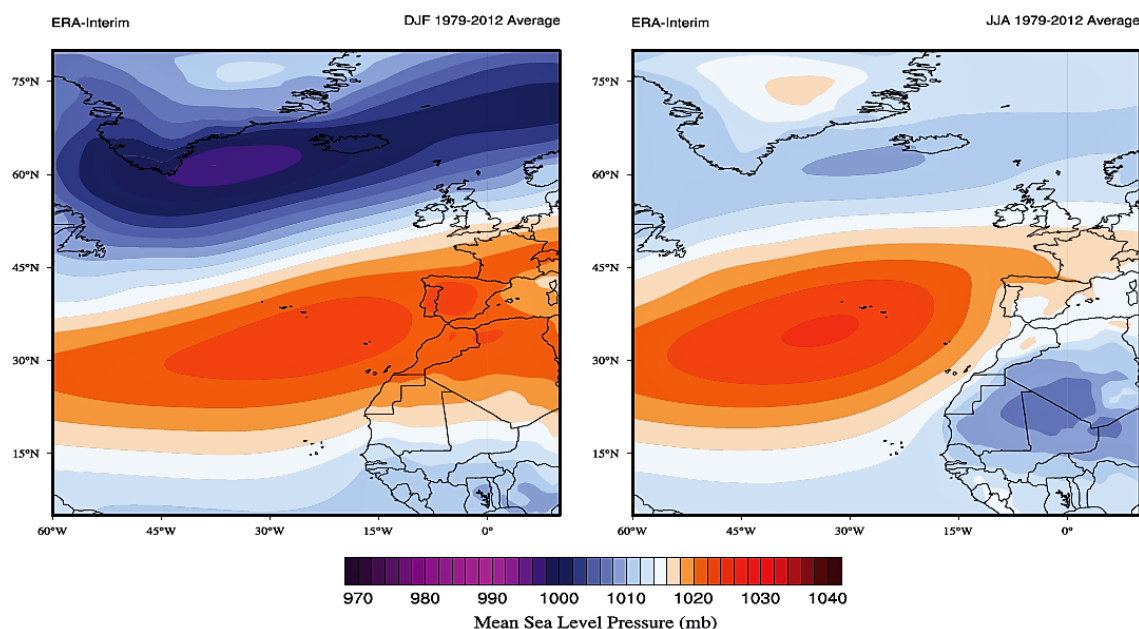 ERA-Interim DJF 1979-2012 Average
ERA-Interim JJA 1979-2012 Average
75°N
60°N
45°N
30°N
15°N
60°W 45°W 30°W 15°W 0°
75°N
60°N
45°N
30°N
15°N
60°W 45°W 30°W 15°W 0°
970 980 990 1000 1010 1020 1030 1040
Mean Sea Level Pressure (mb)